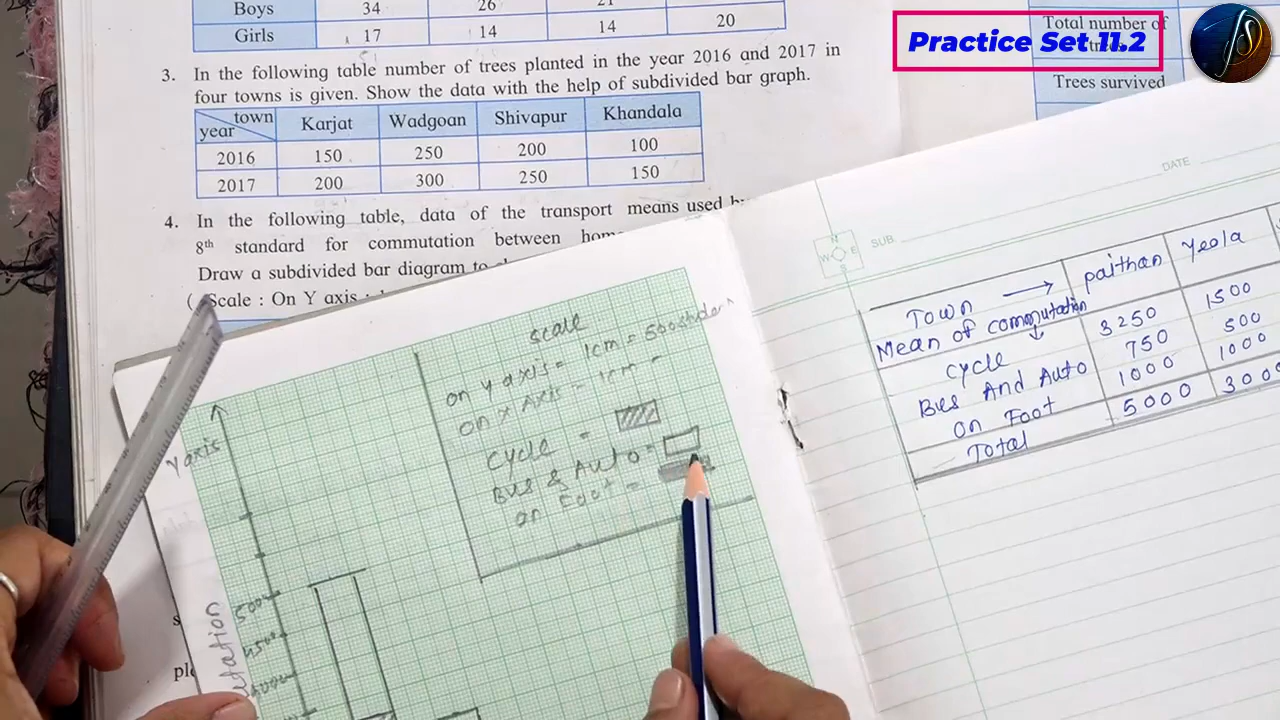 Boys 34 26 21
Girls 17 14 14 20
Practice Set 11.2
Total number of
trees
Trees survived
3. In the following table number of trees planted in the year 2016 and 2017 in
four towns is given. Show the data with the help of subdivided bar graph.
town
year Karjat Wadgoan Shivapur Khandala
2016 150 250 200 100
2017 200 300 250 150
4. In the following table, data of the transport means used
8th standard for commutation between
Draw a subdivided bar diagram to
( Scale : On Y axis :
DATE
SUB.
N
W E
S
Town → paithan Yeola
Mean of commutation ↓
cycle 3250 1500
Bus And Auto 750 500
On Foot 1000 1000
Total 5000 3000
scale
on Y axis = 1cm = 500
on X Axis = 1cm
cycle =
Bus & Auto =
on Foot =
Y axis